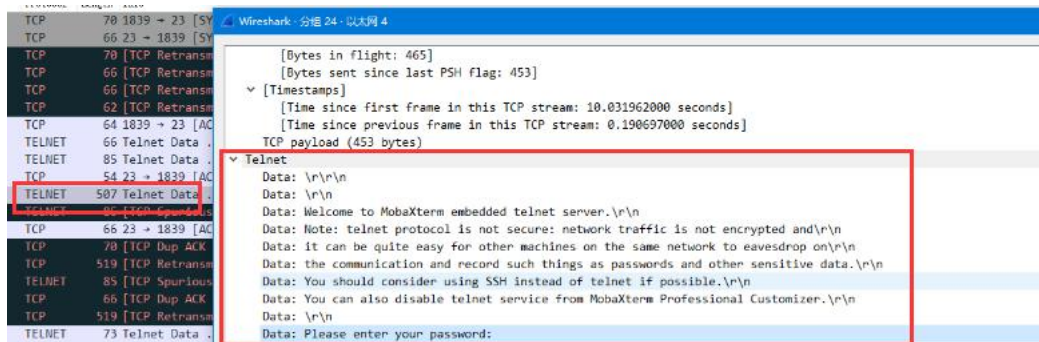 TCP 70 1839 → 23 [SY
TCP 66 23 → 1839 [SY
TCP 70 [TCP Retransm
TCP 66 [TCP Retransm
TCP 66 [TCP Retransm
TCP 62 [TCP Retransm
TCP 64 1839 → 23 [AC
TELNET 66 Telnet Data .
TELNET 85 Telnet Data .
TCP 54 23 → 1839 [AC
TELNET 507 Telnet Data .
TELNET 85 [TCP Spurious
TCP 66 23 → 1839 [AC
TCP 70 [TCP Dup ACK
TCP 519 [TCP Retransm
TELNET 85 [TCP Spurious
TCP 66 [TCP Dup ACK
TCP 519 [TCP Retransm
TELNET 73 Telnet Data .
Wireshark · 分组 24 · 以太网 4
[Bytes in flight: 465]
[Bytes sent since last PSH flag: 453]
[Timestamps]
[Time since first frame in this TCP stream: 10.031962000 seconds]
[Time since previous frame in this TCP stream: 0.190697000 seconds]
TCP payload (453 bytes)
Telnet
Data: \r\r\n
Data: \r\n
Data: Welcome to MobaXterm embedded telnet server.\r\n
Data: Note: telnet protocol is not secure: network traffic is not encrypted and\r\n
Data: it can be quite easy for other machines on the same network to eavesdrop on\r\n
Data: the communication and record such things as passwords and other sensitive data.\r\n
Data: You should consider using SSH instead of telnet if possible.\r\n
Data: You can also disable telnet service from MobaXterm Professional Customizer.\r\n
Data: \r\n
Data: Please enter your password: